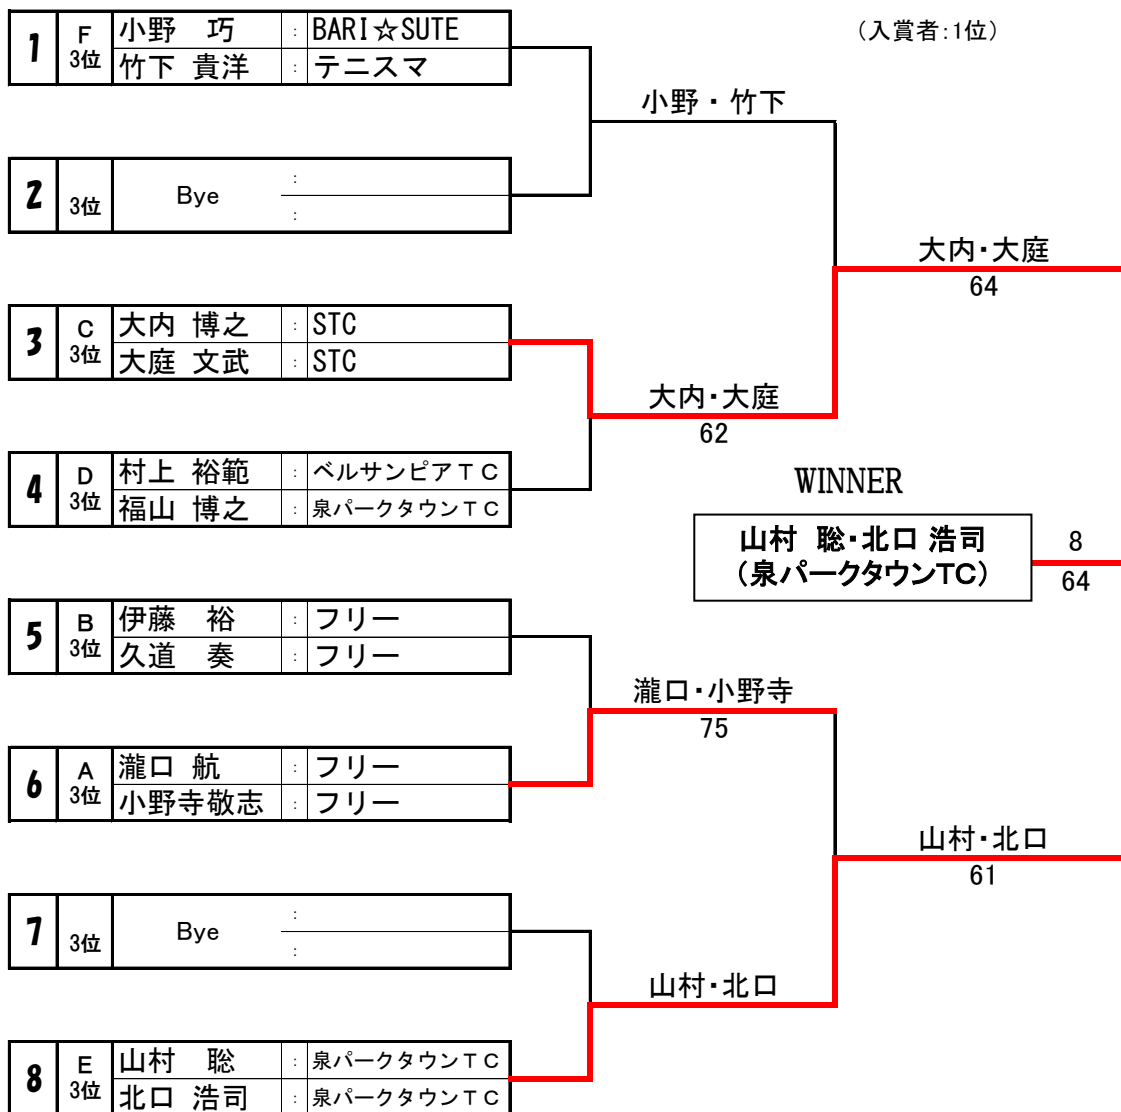 (入賞者:1位)
1 F 3位 小野　巧 : BARI☆SUTE
竹下 貴洋 : テニスマ
小野・竹下
2 3位 Bye :
:
大内・大庭
64
3 C 3位 大内 博之 : STC
大庭 文武 : STC
大内・大庭
62
4 D 3位 村上 裕範 : ベルサンピアＴＣ
福山 博之 : 泉パークタウンＴＣ
WINNER
山村 聡・北口 浩司
(泉パークタウンTC)
8
64
5 B 3位 伊藤　裕 : フリー
久道　奏 : フリー
瀧口・小野寺
75
6 A 3位 瀧口 航 : フリー
小野寺敬志 : フリー
山村・北口
61
7 3位 Bye :
:
山村・北口
8 E 3位 山村　聡 : 泉パークタウンＴＣ
北口 浩司 : 泉パークタウンＴＣ